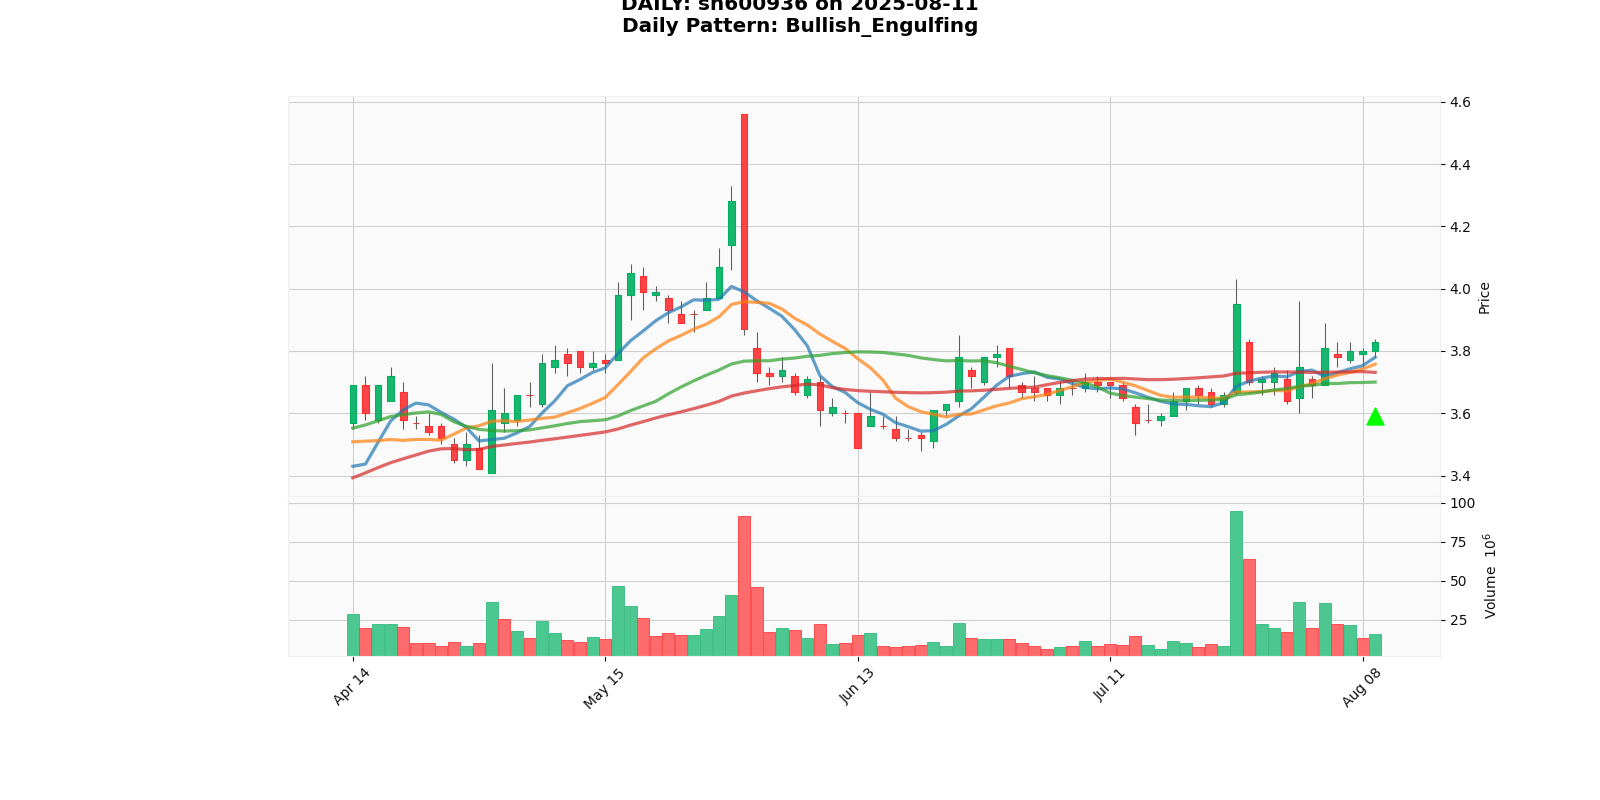 DAILY: sh600936 on 2025-08-11
Daily Pattern: Bullish_Engulfing
4.6
4.4
4.2
4.0
3.8
3.6
3.4
Price
100
75
50
25
Volume 10^6
Apr 14
May 15
Jun 13
Jul 11
Aug 08